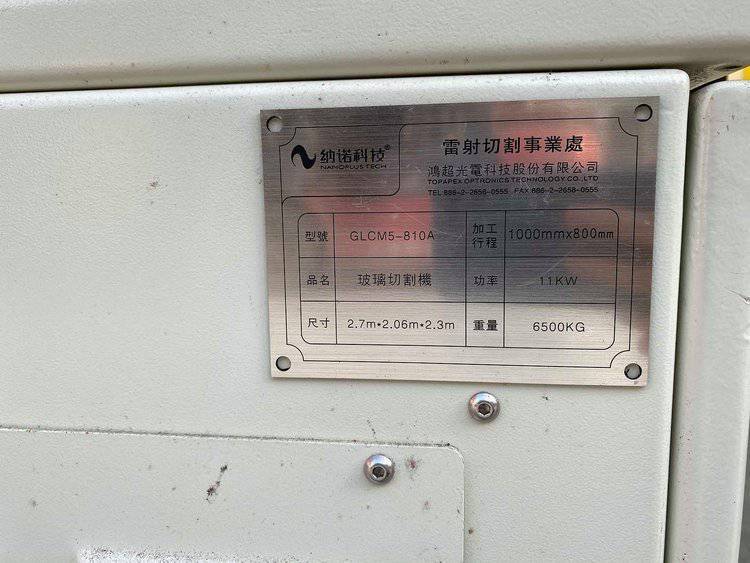 纳诺科技®
NANOPLUS TECH
雷射切割事業處
鴻超光電科技股份有限公司
TOPAPEX OPTRONICS TECHNOLOGY CO.,LTD
TEL 886-2-2658-0555 FAX 886-2-2658-0555
型號 GLCM5-810A 加工行程 1000mmx800mm
品名 玻璃切割機 功率 11KW
尺寸 2.7m*2.06m*2.3m 重量 6500KG